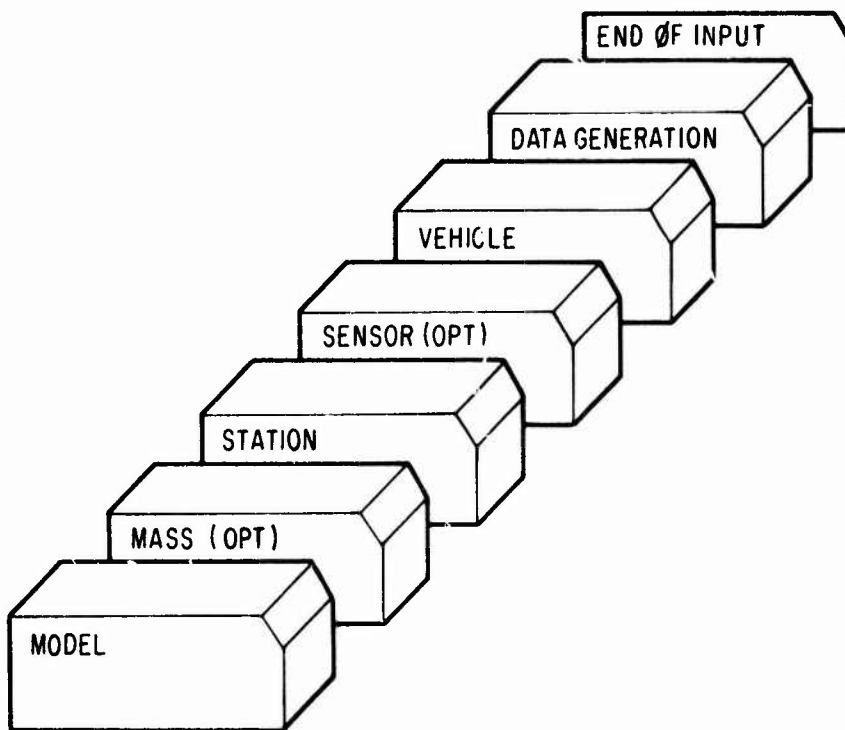 END ØF INPUT
DATA GENERATION
VEHICLE
SENSOR (OPT)
STATION
MASS (OPT)
MODEL